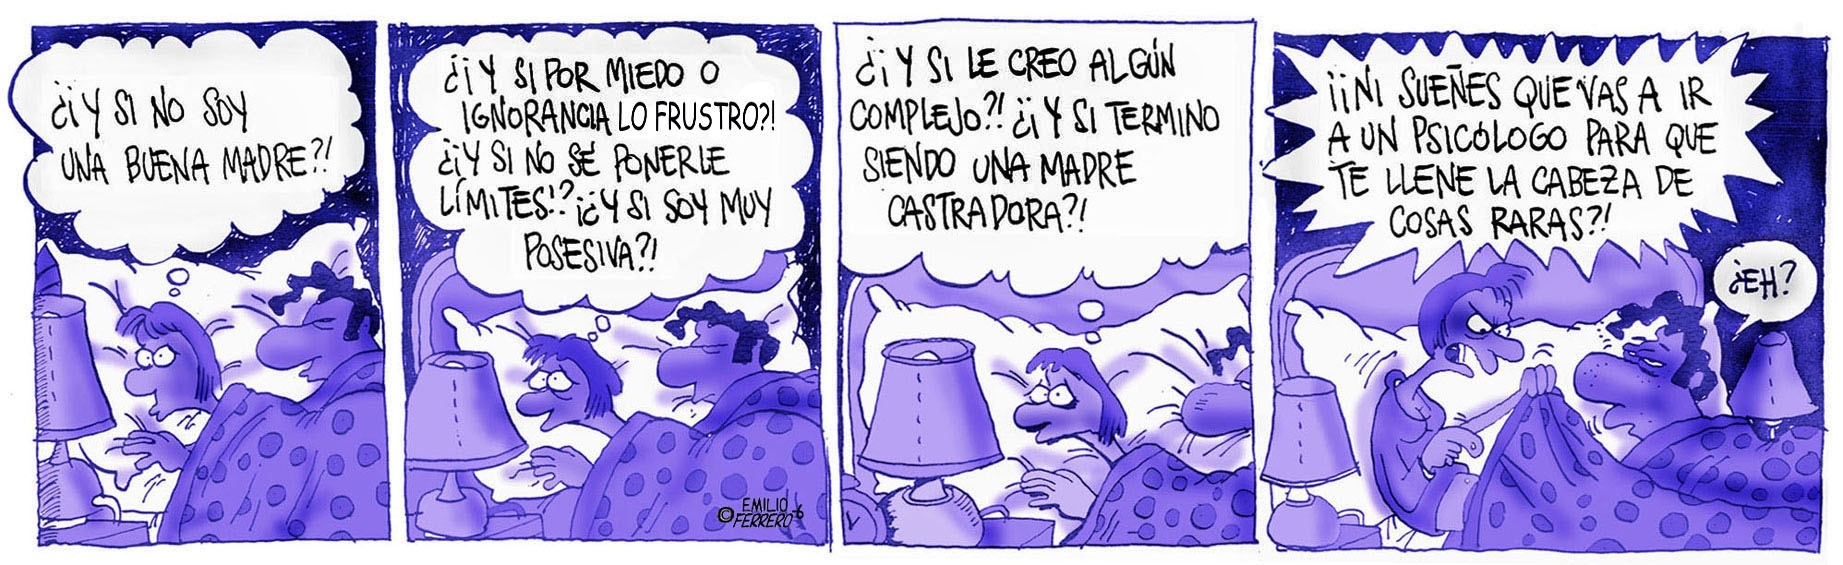 ¿¡Y SI NO SOY
UNA BUENA MADRE?!
¿¡Y SI POR MIEDO O
IGNORANCIA LO FRUSTRO?!
¿¡Y SI NO SÉ PONERLE
LÍMITES!? ¡¿Y SI SOY MUY
POSESIVA?!
© EMILIO
FERRERO -6
¿¡Y SI LE CREO ALGÚN
COMPLEJO?! ¿¡Y SI TERMINO
SIENDO UNA MADRE
CASTRADORA?!
¡¡NI SUEÑES QUE VAS A IR
A UN PSICÓLOGO PARA QUE
TE LLENE LA CABEZA DE
COSAS RARAS?!
¿EH?